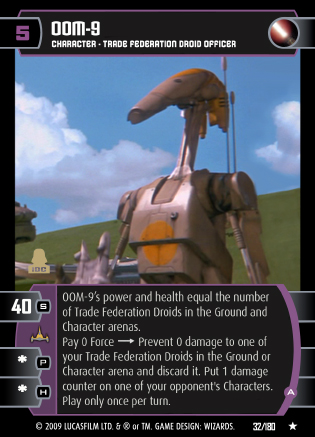 5
OOM-9
CHARACTER - TRADE FEDERATION DROID OFFICER
IDC
40 S
* P
* H
OOM-9's power and health equal the number
of Trade Federation Droids in the Ground and
Character arenas.
Pay 0 Force → Prevent 0 damage to one of
your Trade Federation Droids in the Ground or
Character arena and discard it. Put 1 damage
counter on one of your opponent's Characters.
Play only once per turn.
A
© 2009 LUCASFILM LTD. & ® or TM. GAME DESIGN: WIZARDS. 32/180 ★